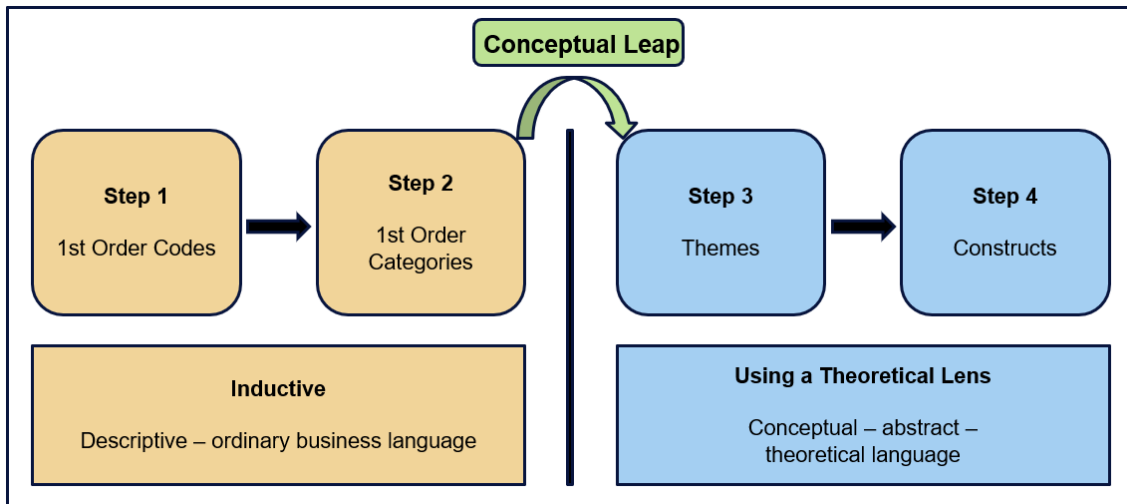 Conceptual Leap
Step 1
1st Order Codes
Step 2
1st Order
Categories
Step 3
Themes
Step 4
Constructs
Inductive
Descriptive – ordinary business language
Using a Theoretical Lens
Conceptual – abstract –
theoretical language